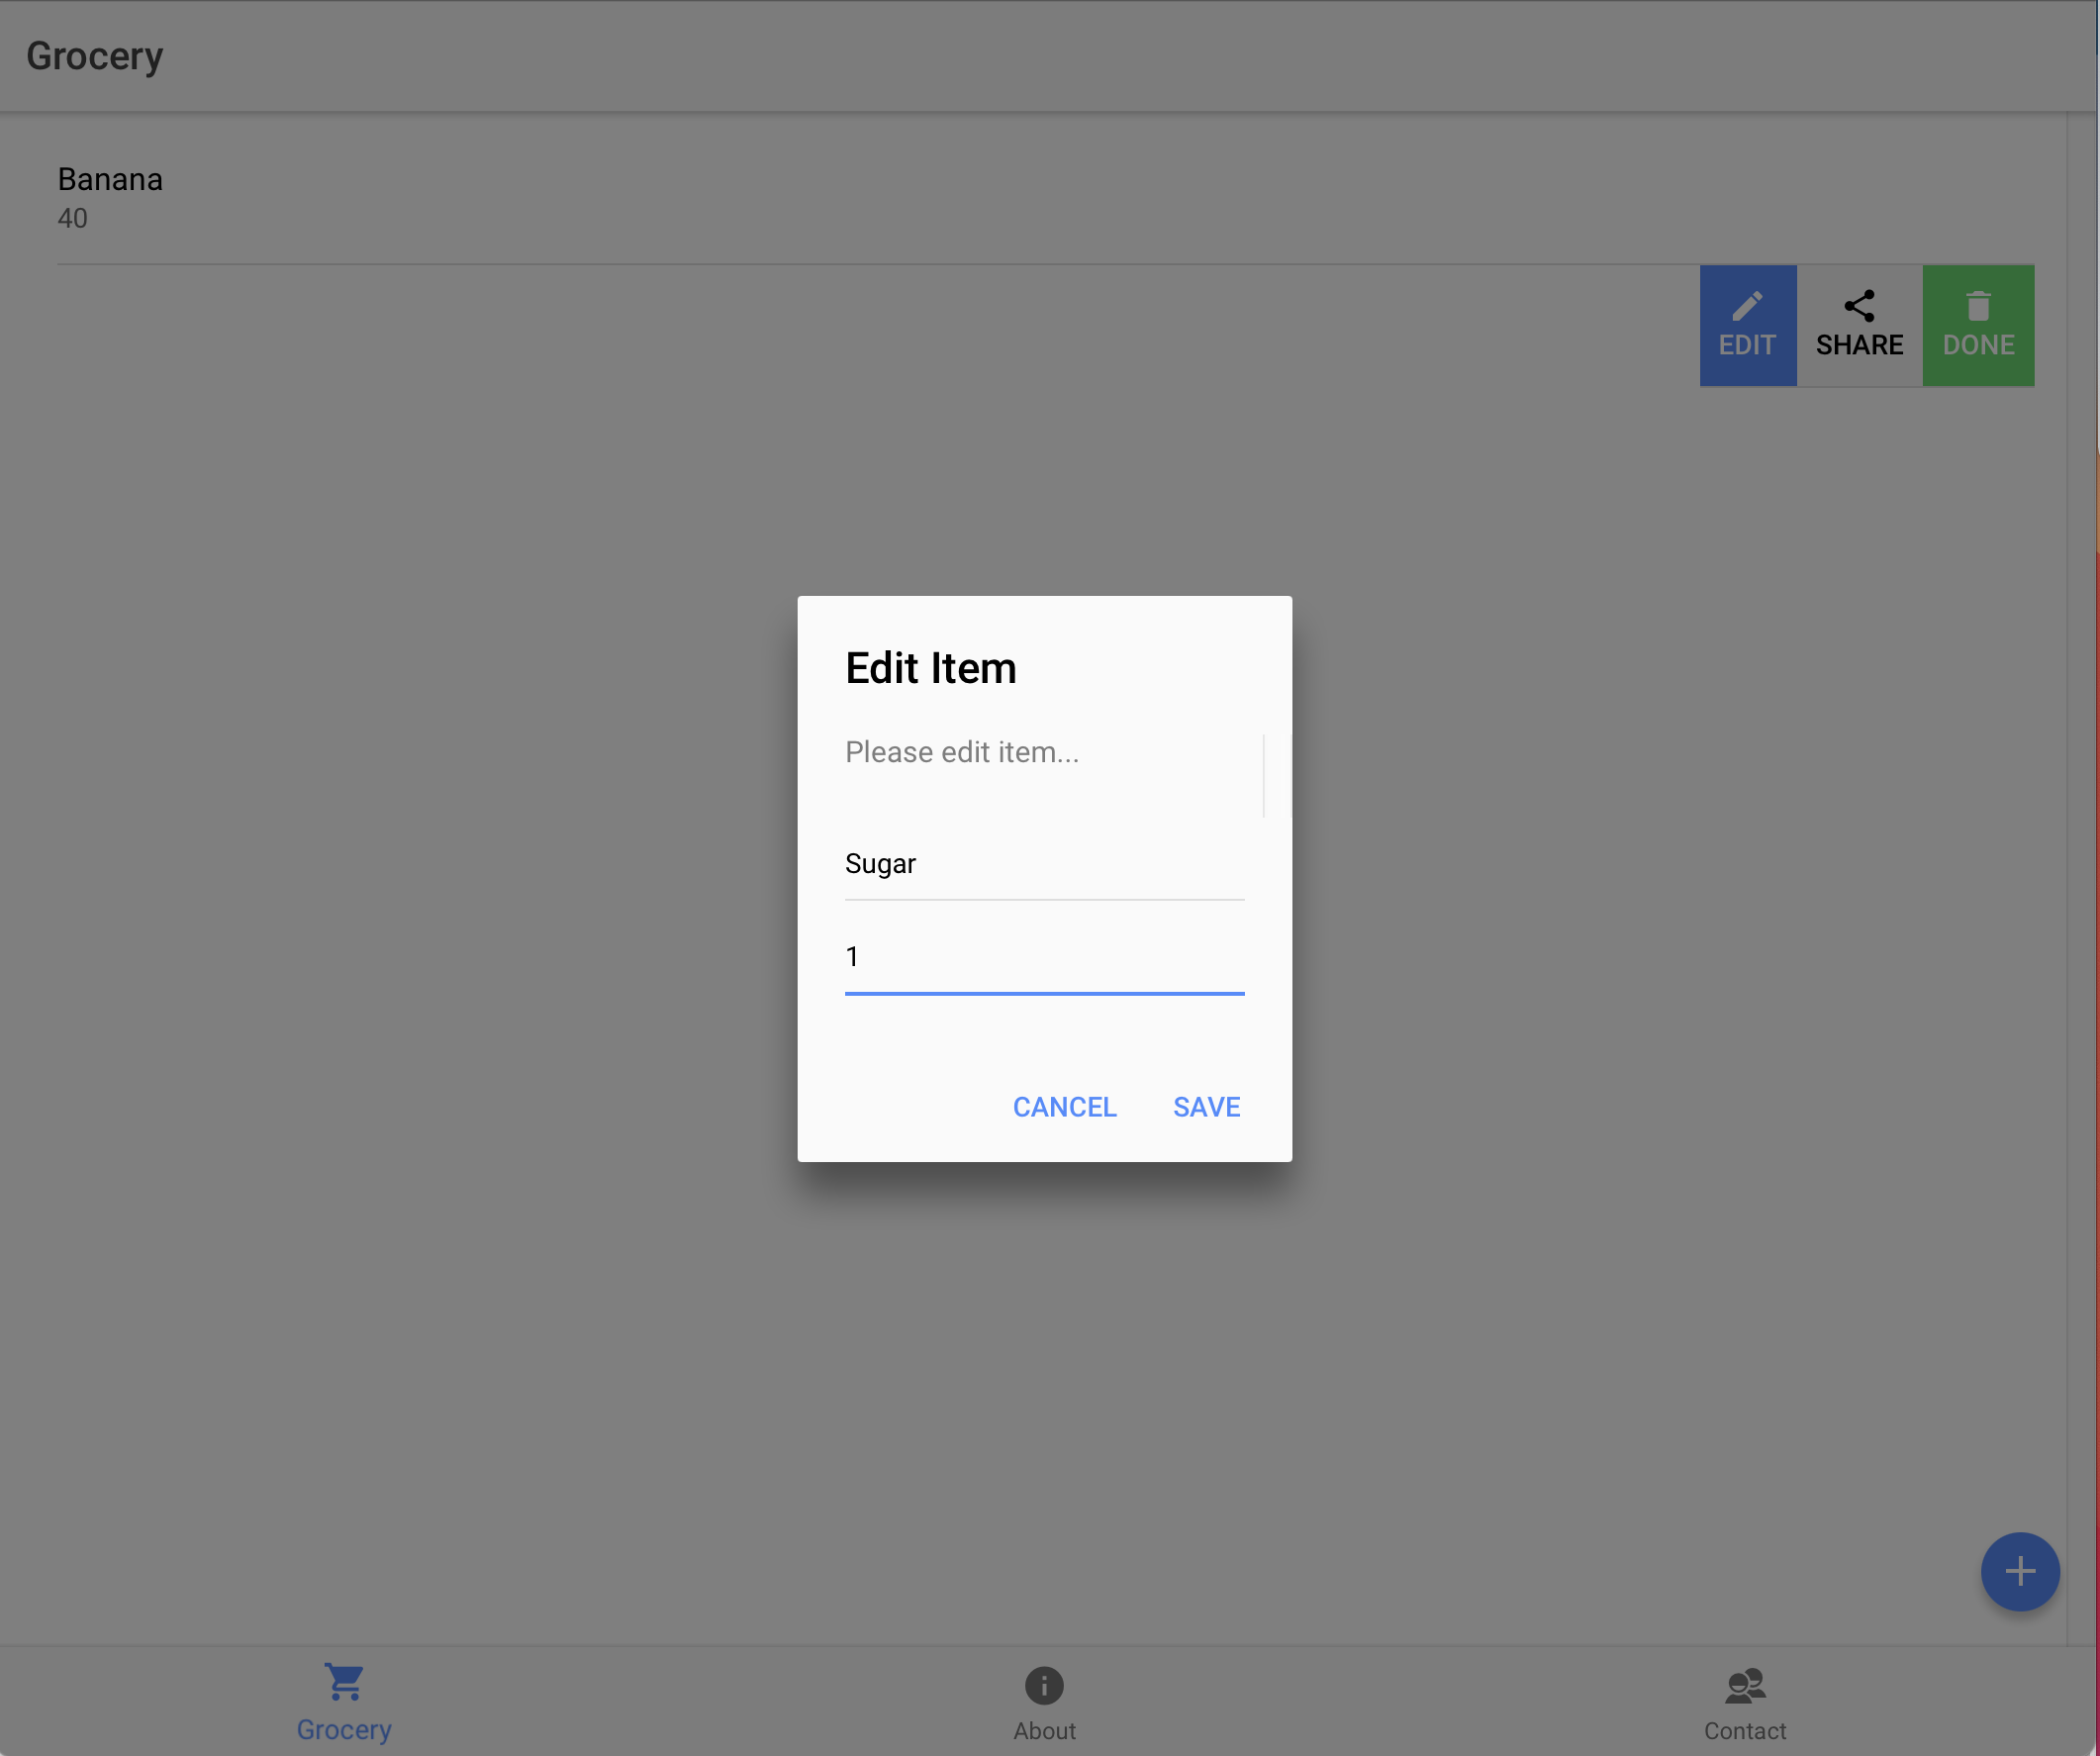 Grocery
Banana
40
EDIT
SHARE
DONE
Edit Item
Please edit item...
Sugar
1
CANCEL
SAVE
Grocery
About
Contact